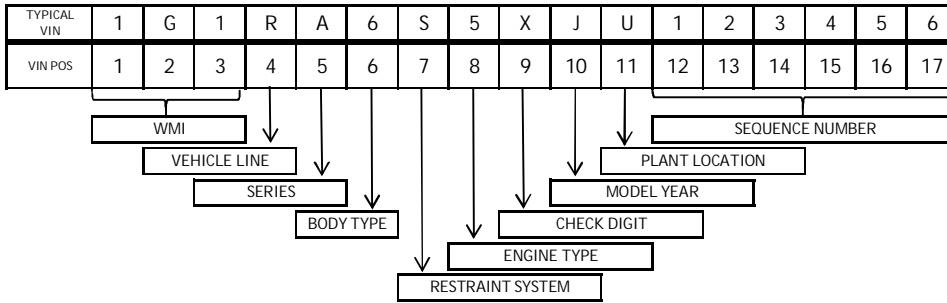 TYPICAL VIN 1 G 1 R A 6 S 5 X J U 1 2 3 4 5 6
VIN POS 1 2 3 4 5 6 7 8 9 10 11 12 13 14 15 16 17
WMI SEQUENCE NUMBER
VEHICLE LINE PLANT LOCATION
SERIES MODEL YEAR
BODY TYPE CHECK DIGIT
ENGINE TYPE
RESTRAINT SYSTEM